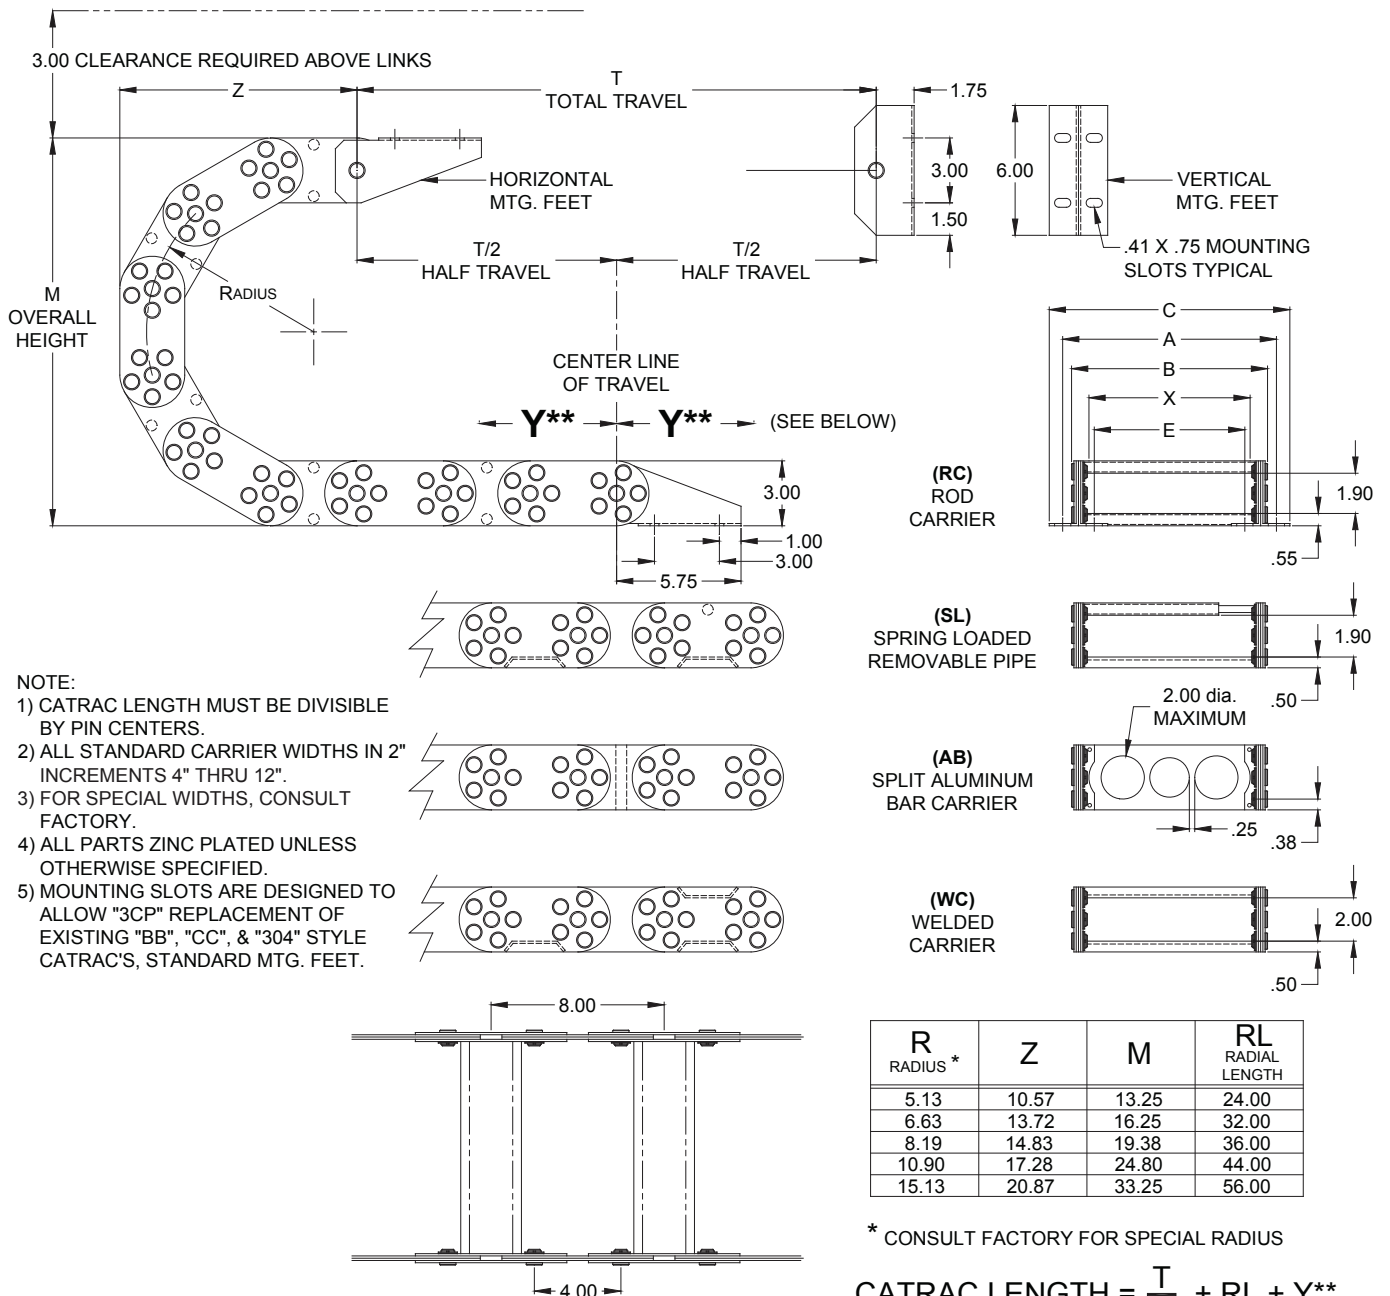 3.00 CLEARANCE REQUIRED ABOVE LINKS
Z
T
TOTAL TRAVEL
1.75
HORIZONTAL
MTG. FEET
3.00
1.50
6.00
VERTICAL
MTG. FEET
.41 X .75 MOUNTING
SLOTS TYPICAL
T/2
HALF TRAVEL
T/2
HALF TRAVEL
RADIUS
M
OVERALL
HEIGHT
CENTER LINE
OF TRAVEL
Y** Y** (SEE BELOW)
3.00
1.00
3.00
5.75
C
A
B
X
E
(RC)
ROD
CARRIER
1.90
.55
(SL)
SPRING LOADED
REMOVABLE PIPE
1.90
.50
2.00 dia.
MAXIMUM
(AB)
SPLIT ALUMINUM
BAR CARRIER
.25
.38
(WC)
WELDED
CARRIER
2.00
.50
NOTE:
1) CATRAC LENGTH MUST BE DIVISIBLE
BY PIN CENTERS.
2) ALL STANDARD CARRIER WIDTHS IN 2"
INCREMENTS 4" THRU 12".
3) FOR SPECIAL WIDTHS, CONSULT
FACTORY.
4) ALL PARTS ZINC PLATED UNLESS
OTHERWISE SPECIFIED.
5) MOUNTING SLOTS ARE DESIGNED TO
ALLOW "3CP" REPLACEMENT OF
EXISTING "BB", "CC", & "304" STYLE
CATRAC'S, STANDARD MTG. FEET.
8.00
4.00
R RADIUS * Z M RL RADIAL LENGTH
5.13 10.57 13.25 24.00
6.63 13.72 16.25 32.00
8.19 14.83 19.38 36.00
10.90 17.28 24.80 44.00
15.13 20.87 33.25 56.00
* CONSULT FACTORY FOR SPECIAL RADIUS
CATRAC LENGTH = T + RL + Y**